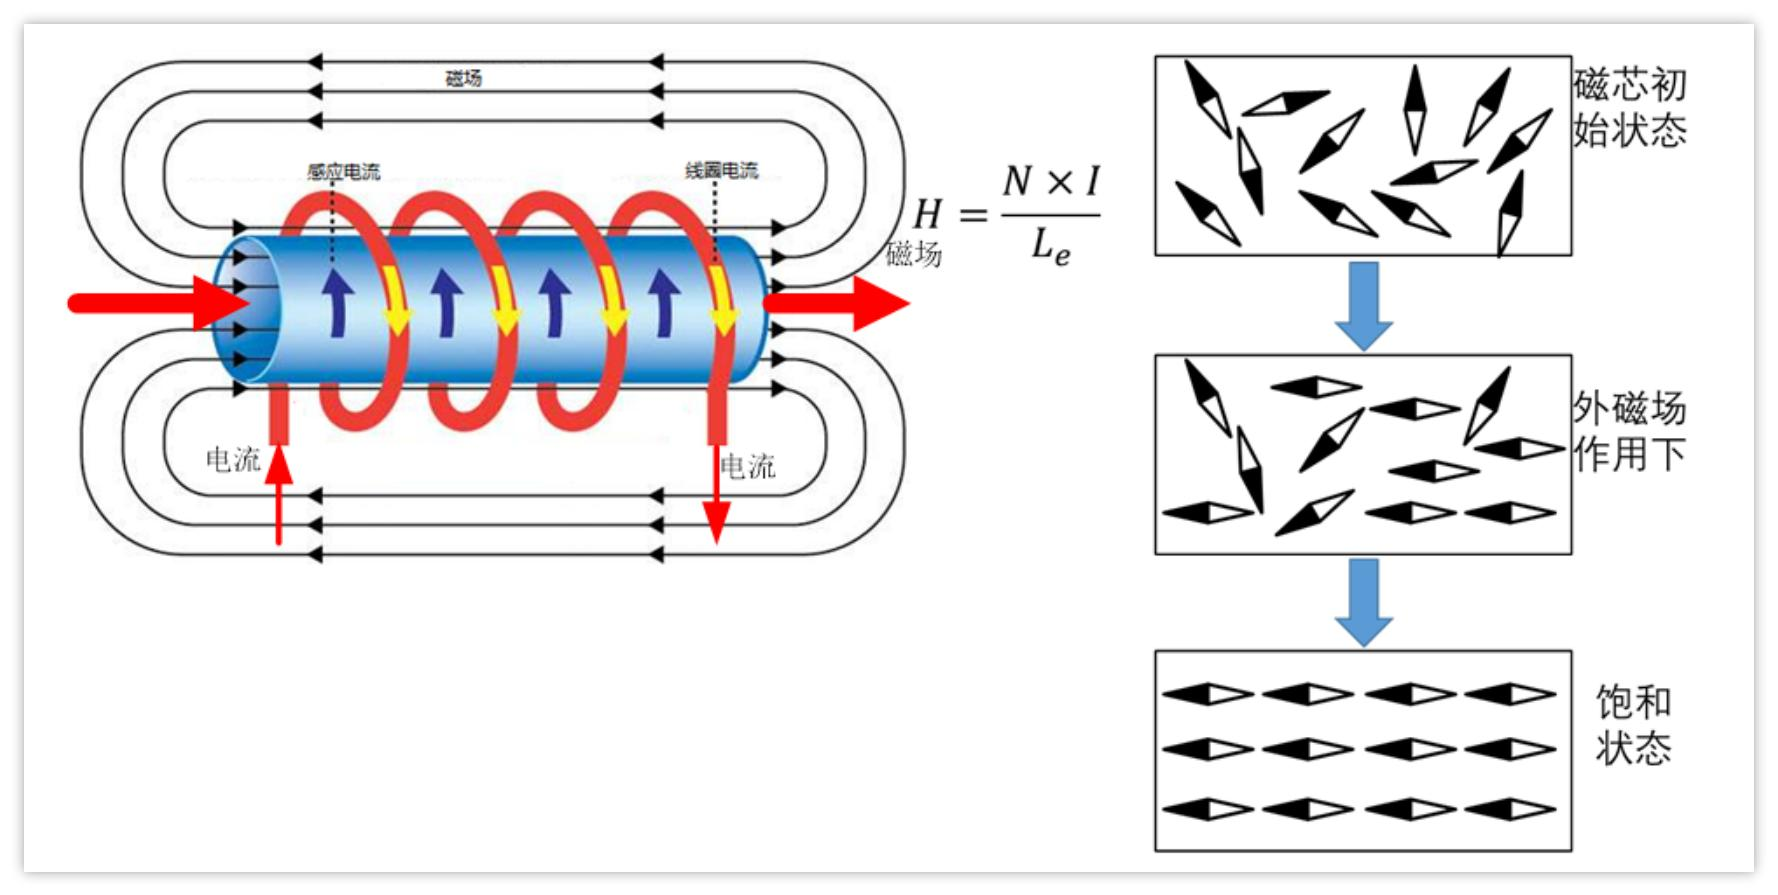 磁场
感应电流
线圈电流
H = \frac{N × I}{L_e}
磁场
电流
电流
磁芯初
始状态
外磁场
作用下
饱和
状态